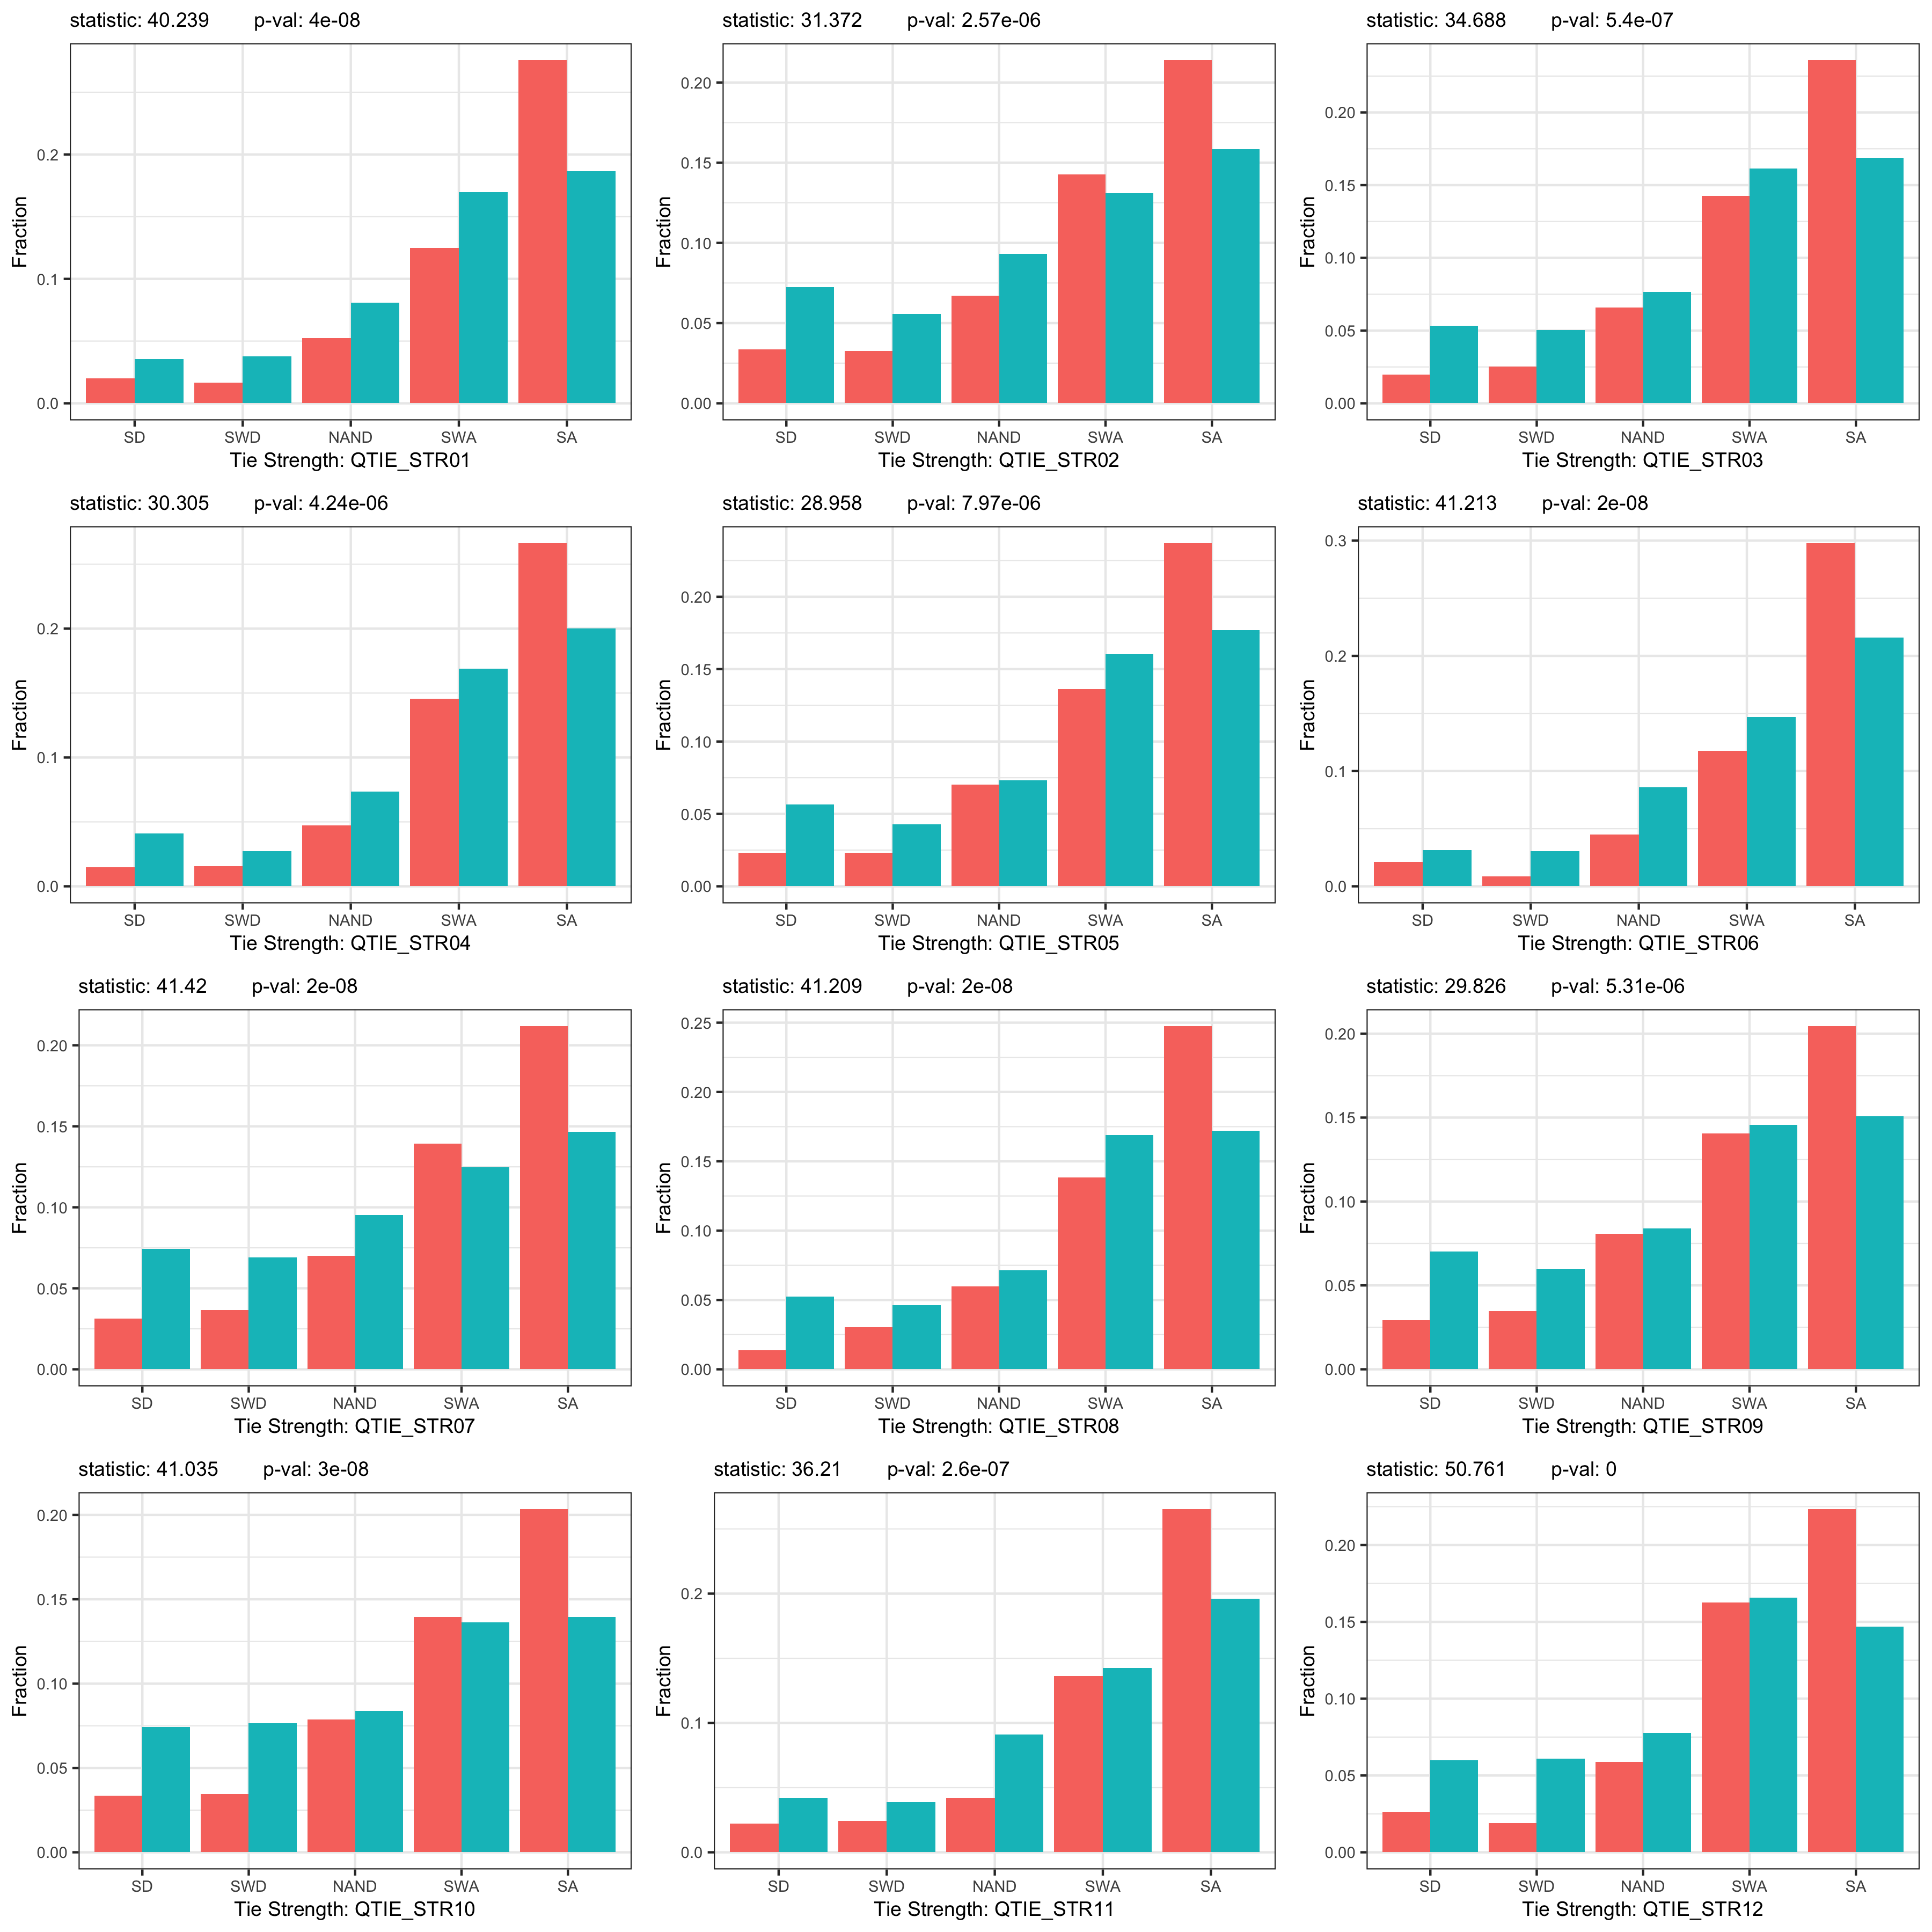 statistic: 40.239 p-val: 4e-08
Fraction
0.2
0.1
0.0
SD SWD NAND SWA SA
Tie Strength: QTIE_STR01
statistic: 31.372 p-val: 2.57e-06
Fraction
0.20
0.15
0.10
0.05
0.00
SD SWD NAND SWA SA
Tie Strength: QTIE_STR02
statistic: 34.688 p-val: 5.4e-07
Fraction
0.20
0.15
0.10
0.05
0.00
SD SWD NAND SWA SA
Tie Strength: QTIE_STR03
statistic: 30.305 p-val: 4.24e-06
Fraction
0.2
0.1
0.0
SD SWD NAND SWA SA
Tie Strength: QTIE_STR04
statistic: 28.958 p-val: 7.97e-06
Fraction
0.20
0.15
0.10
0.05
0.00
SD SWD NAND SWA SA
Tie Strength: QTIE_STR05
statistic: 41.213 p-val: 2e-08
Fraction
0.3
0.2
0.1
0.0
SD SWD NAND SWA SA
Tie Strength: QTIE_STR06
statistic: 41.42 p-val: 2e-08
Fraction
0.20
0.15
0.10
0.05
0.00
SD SWD NAND SWA SA
Tie Strength: QTIE_STR07
statistic: 41.209 p-val: 2e-08
Fraction
0.25
0.20
0.15
0.10
0.05
0.00
SD SWD NAND SWA SA
Tie Strength: QTIE_STR08
statistic: 29.826 p-val: 5.31e-06
Fraction
0.20
0.15
0.10
0.05
0.00
SD SWD NAND SWA SA
Tie Strength: QTIE_STR09
statistic: 41.035 p-val: 3e-08
Fraction
0.20
0.15
0.10
0.05
0.00
SD SWD NAND SWA SA
Tie Strength: QTIE_STR10
statistic: 36.21 p-val: 2.6e-07
Fraction
0.2
0.1
0.0
SD SWD NAND SWA SA
Tie Strength: QTIE_STR11
statistic: 50.761 p-val: 0
Fraction
0.20
0.15
0.10
0.05
0.00
SD SWD NAND SWA SA
Tie Strength: QTIE_STR12